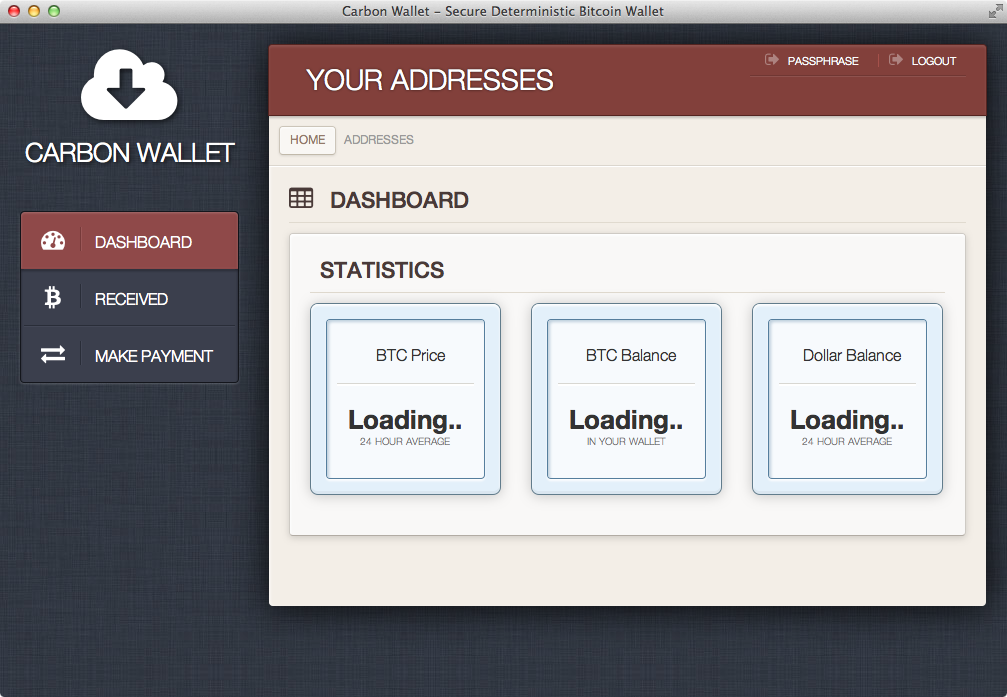 Carbon Wallet – Secure Deterministic Bitcoin Wallet
CARBON WALLET
DASHBOARD
RECEIVED
MAKE PAYMENT
YOUR ADDRESSES
PASSPHRASE
LOGOUT
HOME
ADDRESSES
DASHBOARD
STATISTICS
BTC Price
Loading..
24 HOUR AVERAGE
BTC Balance
Loading..
IN YOUR WALLET
Dollar Balance
Loading..
24 HOUR AVERAGE